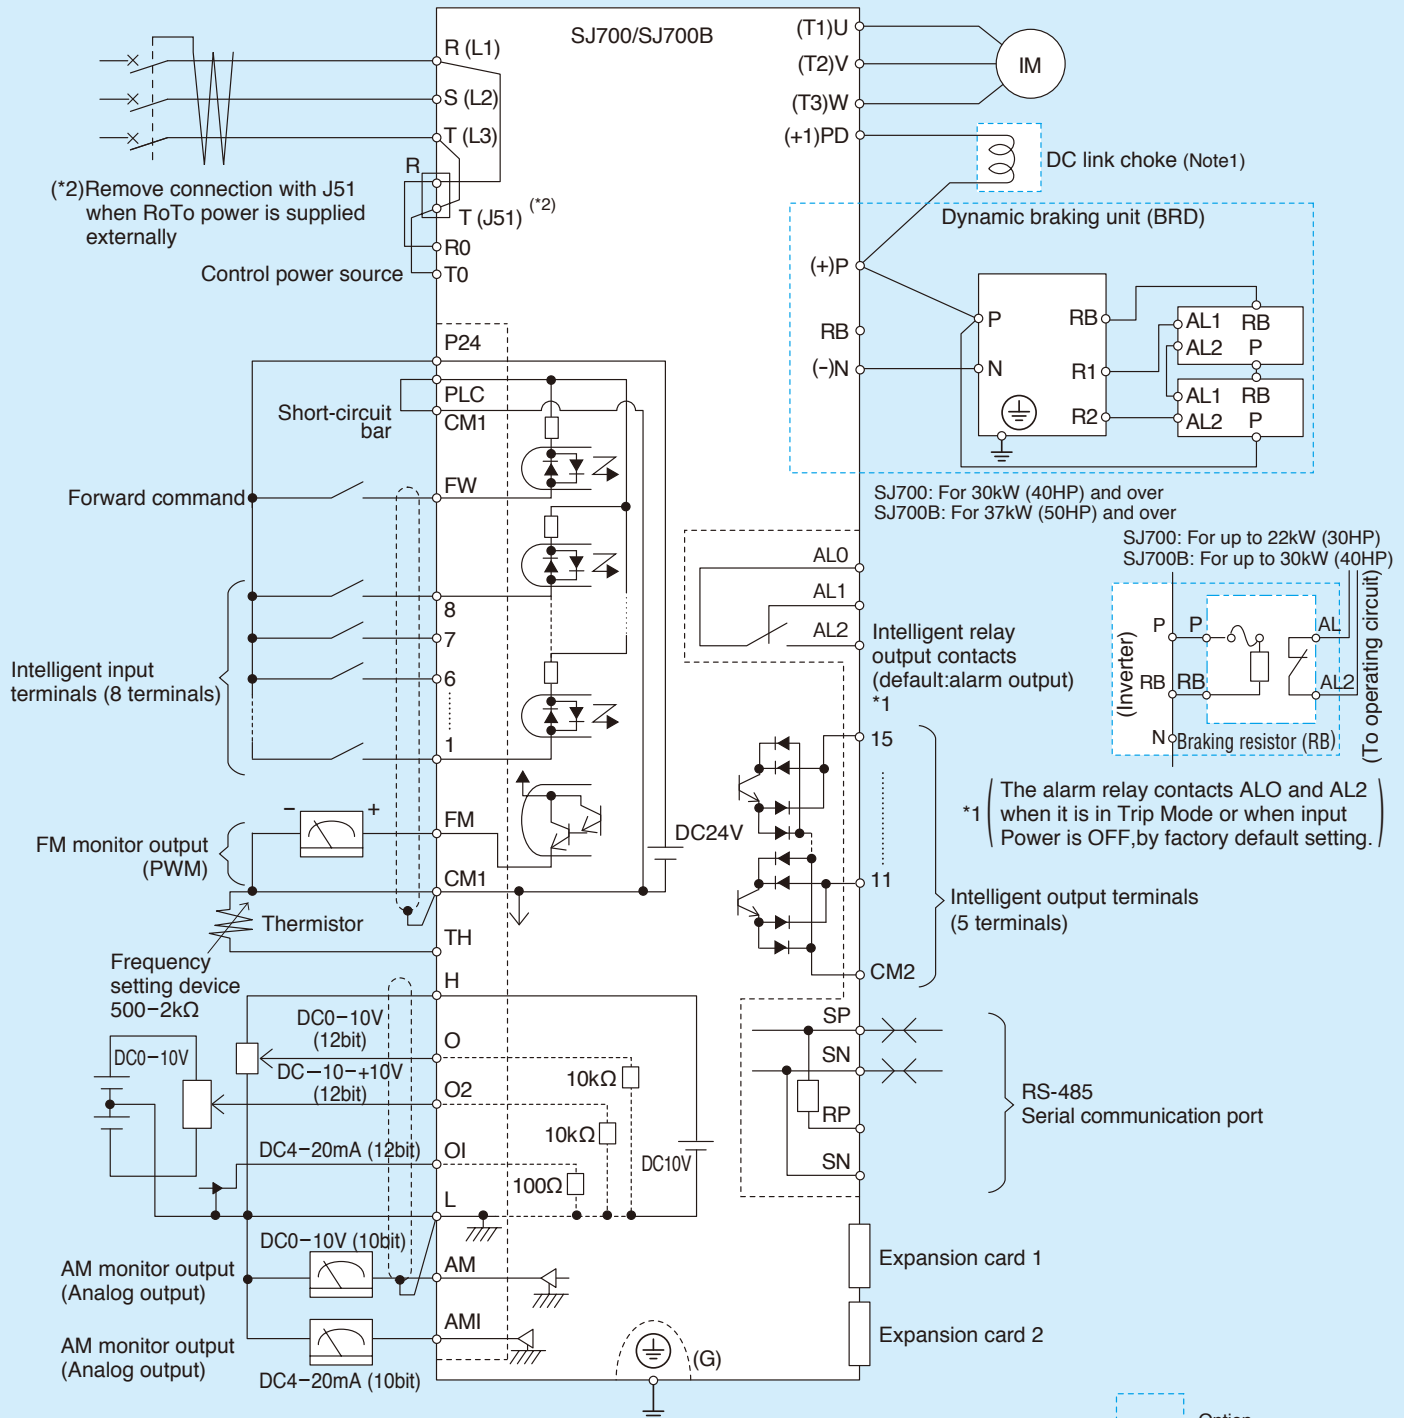 SJ700/SJ700B
R (L1)
S (L2)
T (L3)
R
T (J51) (*2)
R0
T0
(*2)Remove connection with J51
when RoTo power is supplied
externally
Control power source
(T1)U
(T2)V
(T3)W
(+1)PD
IM
DC link choke (Note1)
Dynamic braking unit (BRD)
(+)P
RB
(-)N
P
N
RB
R1
R2
AL1 RB
AL2 P
AL1 RB
AL2 P
SJ700: For 30kW (40HP) and over
SJ700B: For 37kW (50HP) and over
SJ700: For up to 22kW (30HP)
SJ700B: For up to 30kW (40HP)
(Inverter)
P
RB
N
P
RB
AL
AL2
Braking resistor (RB)
(To operating circuit)
P24
PLC
CM1
Short-circuit
bar
Forward command
FW
8
7
6
1
Intelligent input
terminals (8 terminals)
FM monitor output
(PWM)
− +
FM
CM1
DC24V
Thermistor
TH
AL0
AL1
AL2
Intelligent relay
output contacts
(default:alarm output)
*1
*1 ( The alarm relay contacts ALO and AL2
when it is in Trip Mode or when input
Power is OFF,by factory default setting. )
15
11
CM2
Intelligent output terminals
(5 terminals)
Frequency
setting device
500−2kΩ
H
DC0−10V
(12bit)
O
DC0−10V
DC−10−+10V
(12bit)
O2
DC4−20mA (12bit)
OI
L
10kΩ
10kΩ
100Ω
DC10V
SP
SN
RP
SN
RS-485
Serial communication port
DC0−10V (10bit)
AM monitor output
(Analog output)
AM
AMI
AM monitor output
(Analog output)
DC4−20mA (10bit)
(G)
Expansion card 1
Expansion card 2
Option